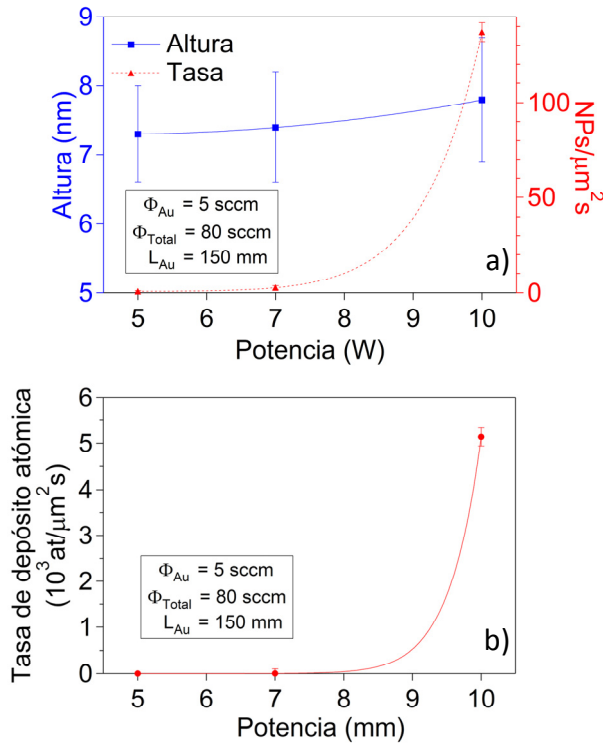 9
8
7
6
5
Altura (nm)
Altura
Tasa
100
50
0
NPs/μm²s
Φ_Au = 5 sccm
Φ_Total = 80 sccm
L_Au = 150 mm
a)
5 6 7 8 9 10
Potencia (W)
6
5
4
3
2
1
0
Tasa de depósito atómica
(10³at/μm²s)
Φ_Au = 5 sccm
Φ_Total = 80 sccm
L_Au = 150 mm
b)
5 6 7 8 9 10
Potencia (mm)